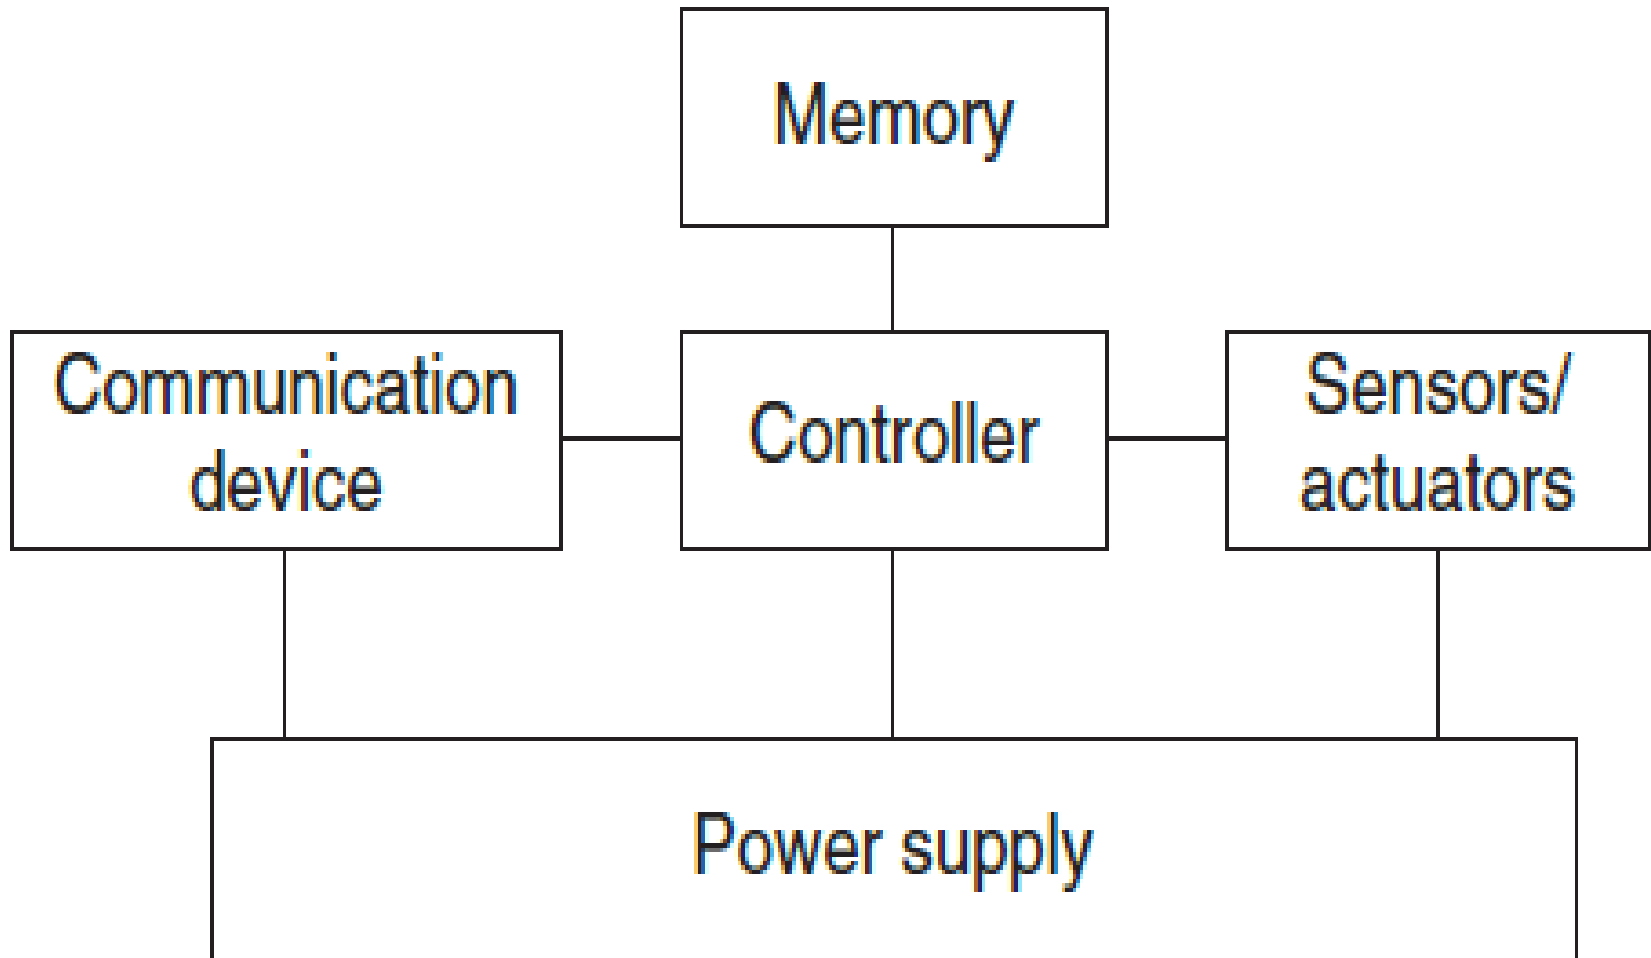 Memory
Communication
device
Controller
Sensors/
actuators
Power supply